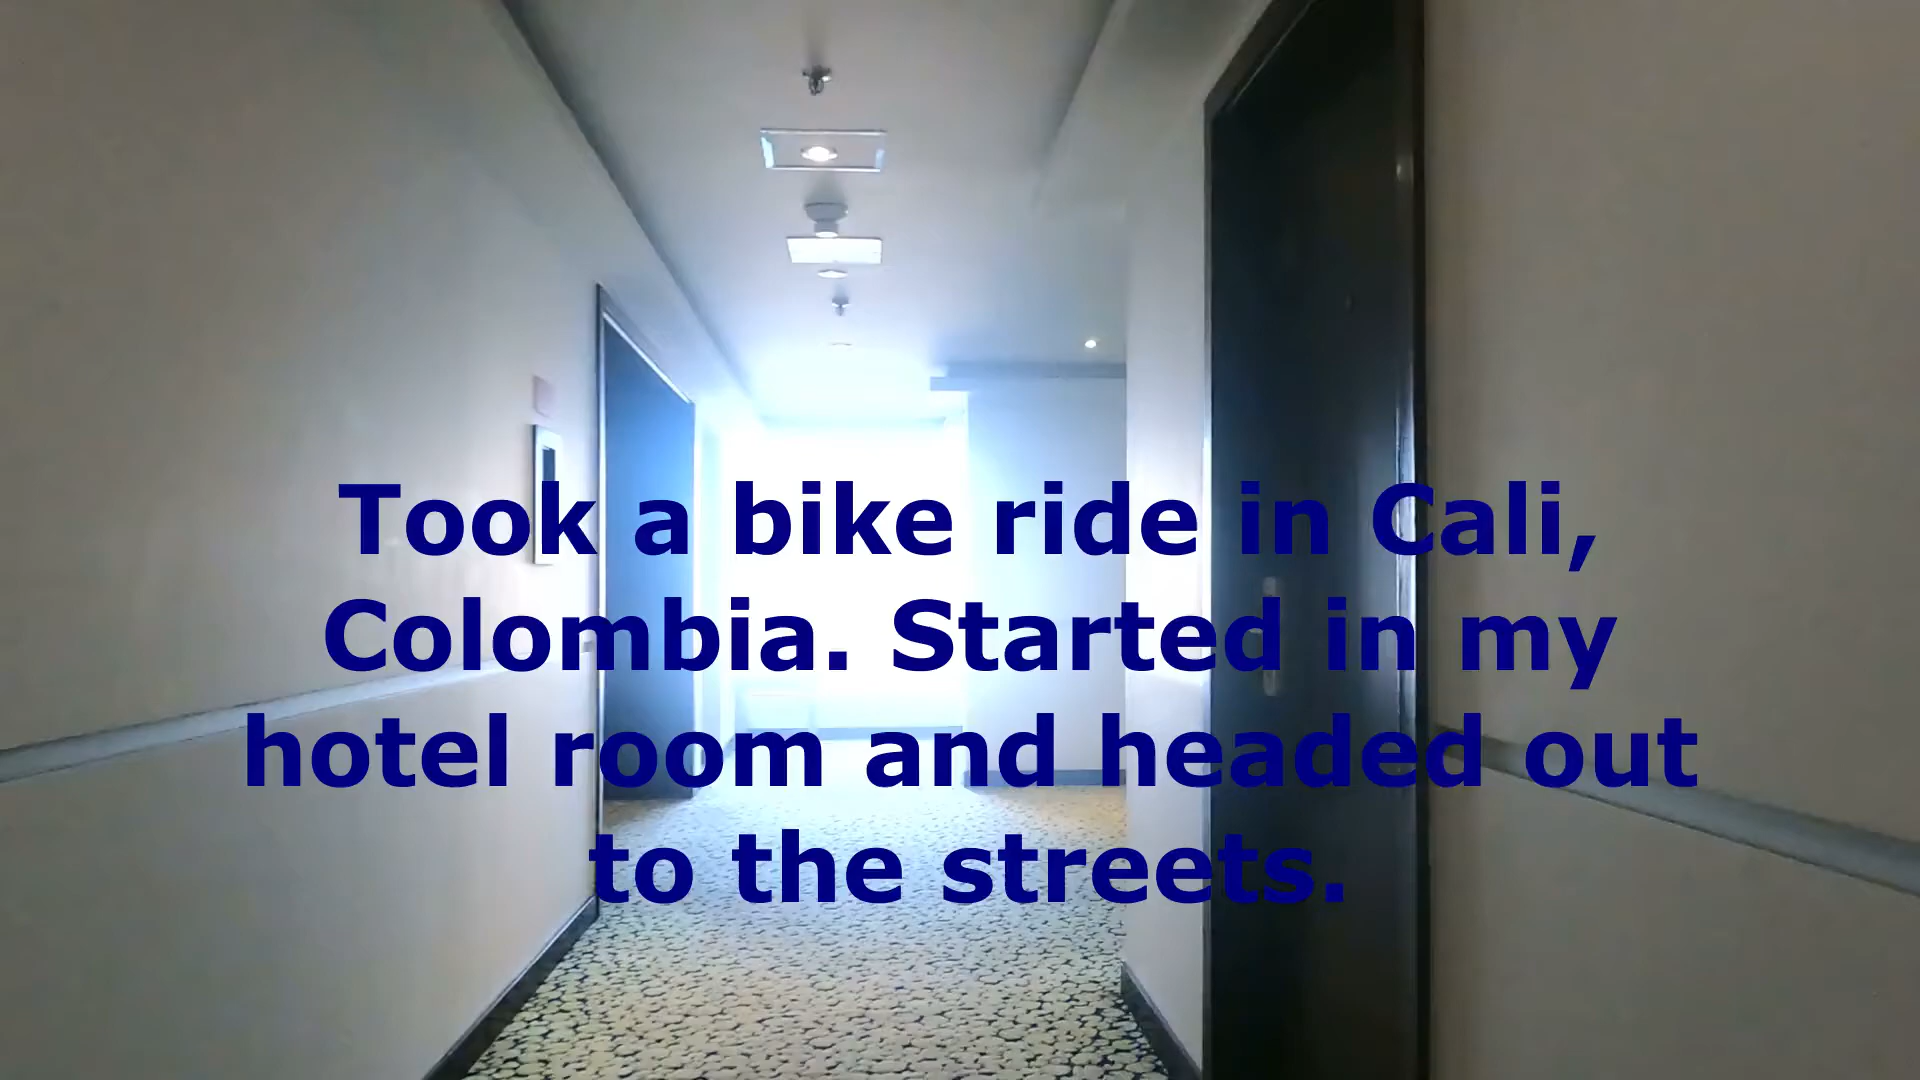 Took a bike ride in Cali,
Colombia. Started in my
hotel room and headed out
to the streets.